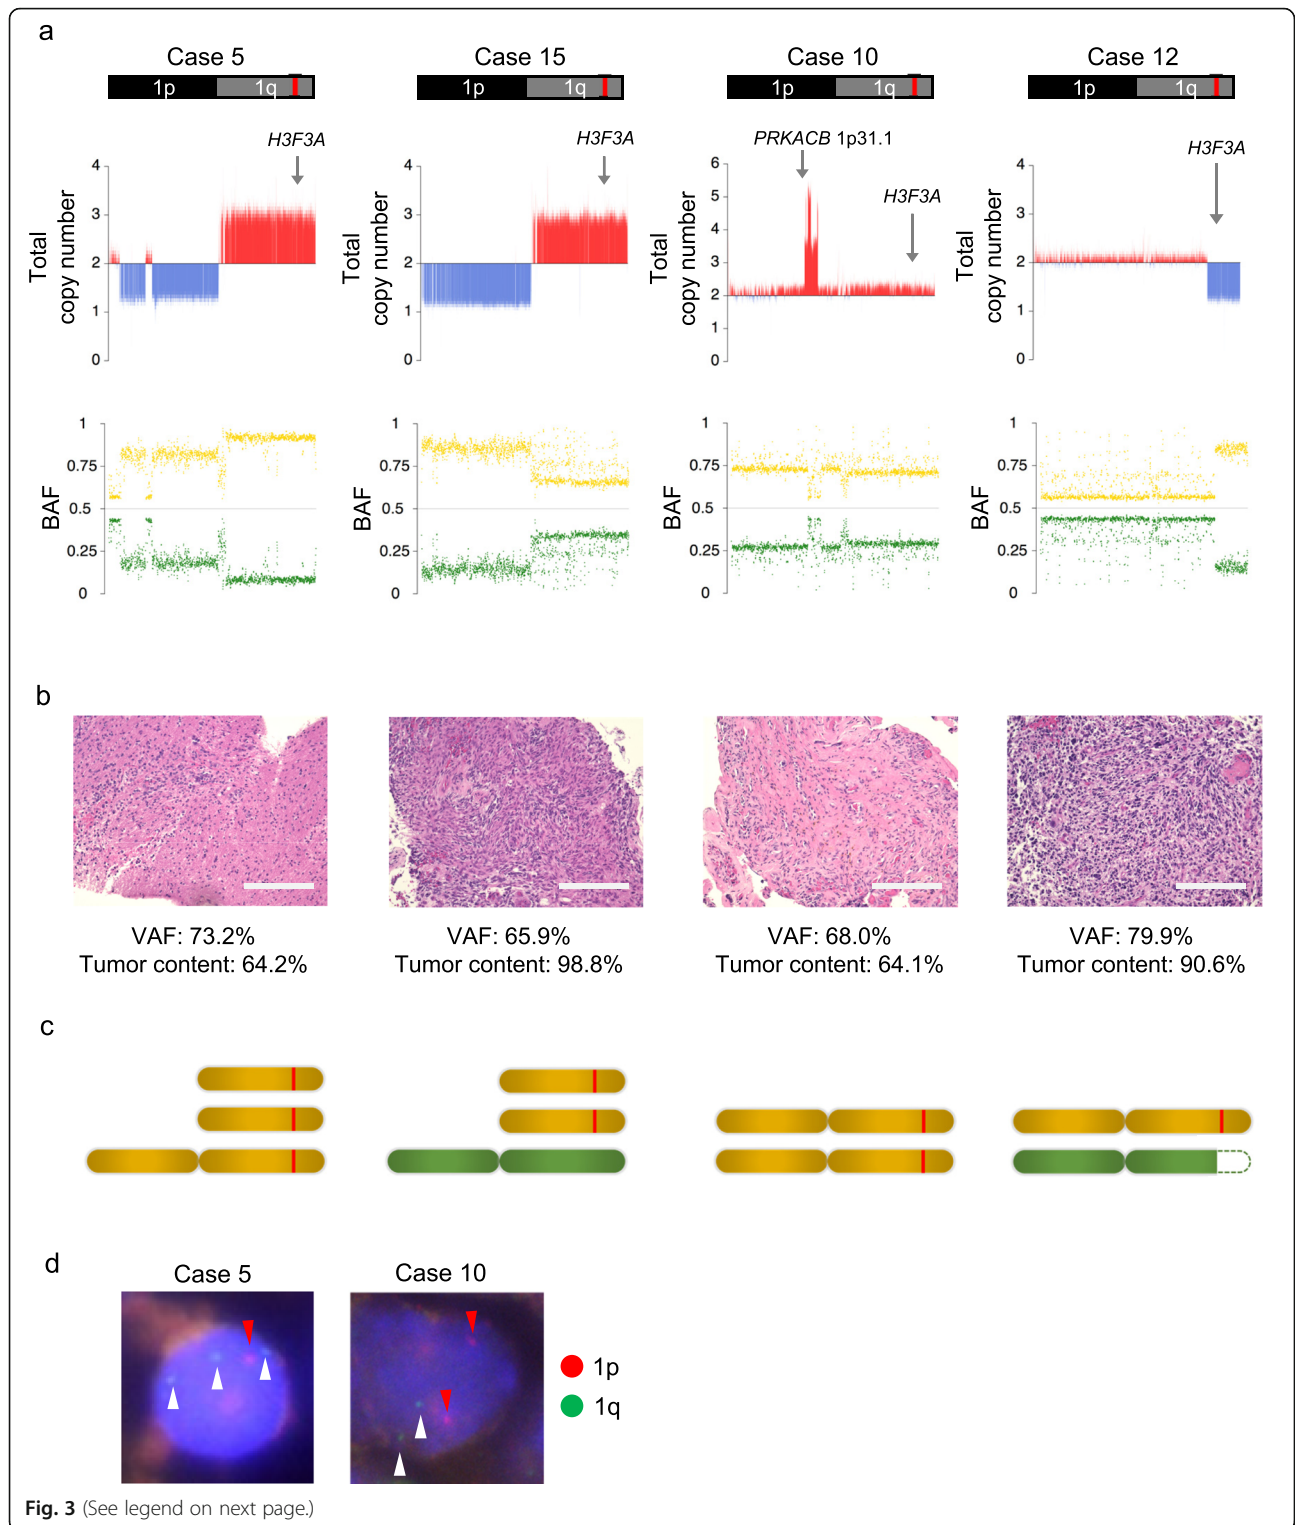 a
Case 5
Case 15
Case 10
Case 12
1p 1q
1p 1q
1p 1q
1p 1q
H3F3A
H3F3A
PRKACB 1p31.1
H3F3A
H3F3A
Total copy number
4
3
2
1
0
Total copy number
4
3
2
1
0
Total copy number
6
5
4
3
2
1
0
Total copy number
4
3
2
1
0
BAF
1
0.75
0.5
0.25
0
BAF
1
0.75
0.5
0.25
0
BAF
1
0.75
0.5
0.25
0
BAF
1
0.75
0.5
0.25
0
b
VAF: 73.2%
Tumor content: 64.2%
VAF: 65.9%
Tumor content: 98.8%
VAF: 68.0%
Tumor content: 64.1%
VAF: 79.9%
Tumor content: 90.6%
c
d
Case 5
Case 10
1p
1q
Fig. 3 (See legend on next page.)